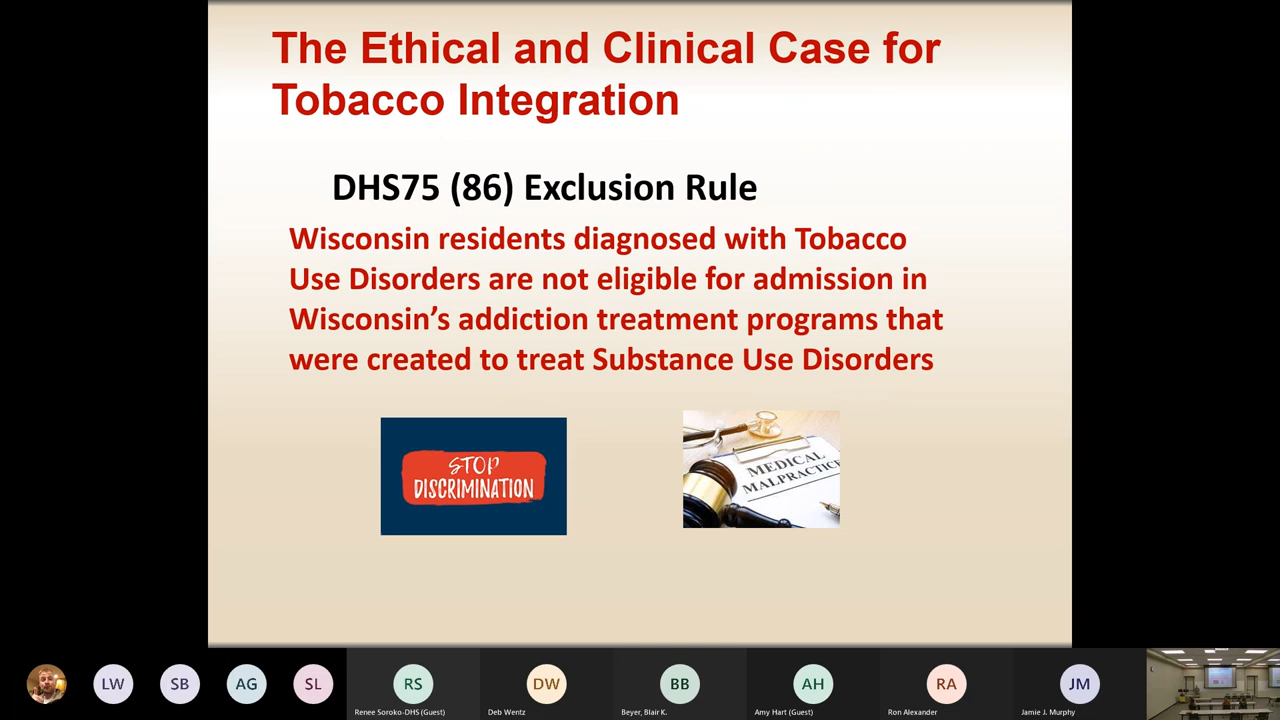 The Ethical and Clinical Case for
Tobacco Integration
DHS75 (86) Exclusion Rule
Wisconsin residents diagnosed with Tobacco
Use Disorders are not eligible for admission in
Wisconsin’s addiction treatment programs that
were created to treat Substance Use Disorders
STOP
DISCRIMINATION
MEDICAL
MALPRACTICE
LW
SB
AG
SL
RS
DW
BB
AH
RA
JM
Renee Soroko-DHS (Guest)
Deb Wentz
Beyer, Blair K.
Amy Hart (Guest)
Ron Alexander
Jamie J. Murphy